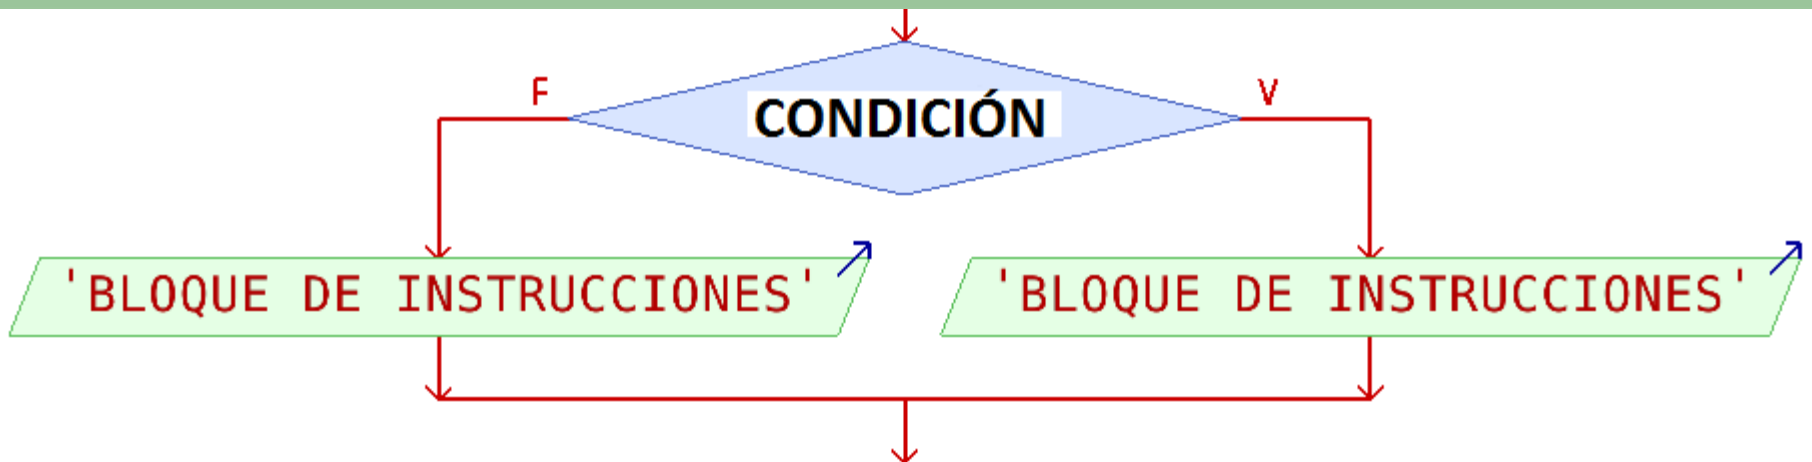 F
V
CONDICIÓN
'BLOQUE DE INSTRUCCIONES'
'BLOQUE DE INSTRUCCIONES'